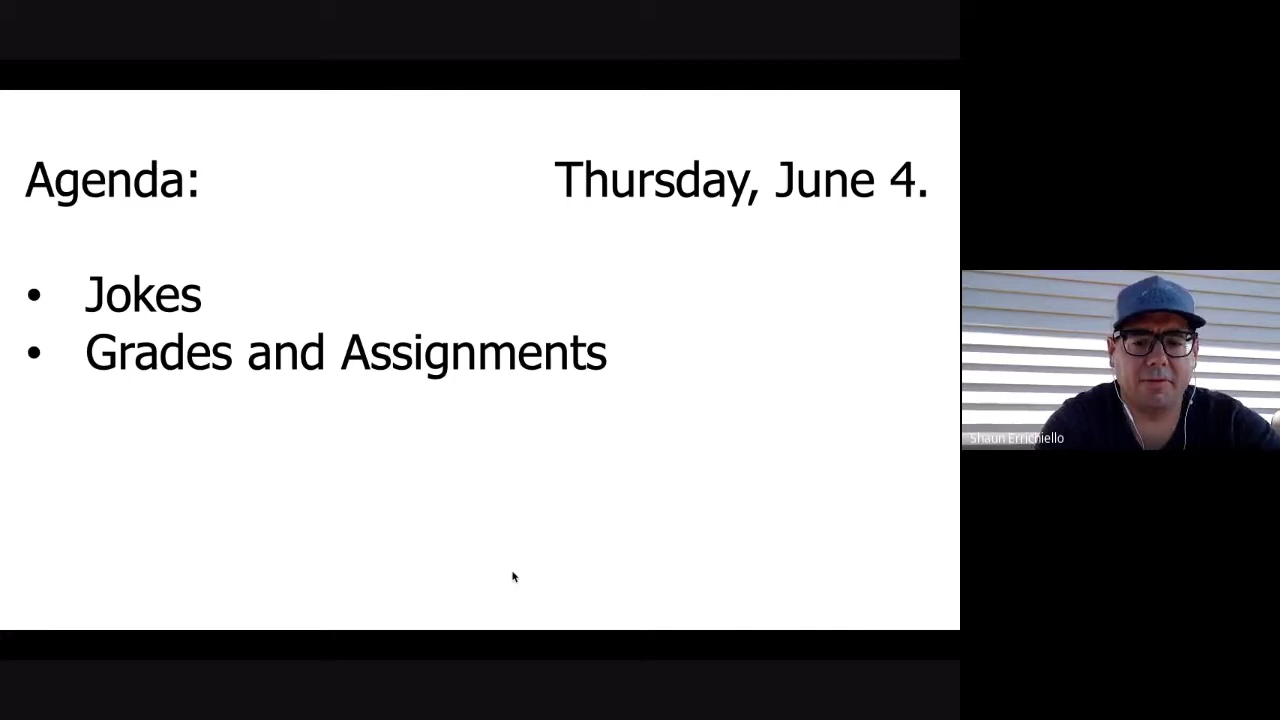 Agenda:
Thursday, June 4.
• Jokes
• Grades and Assignments
Shaun Errichiello